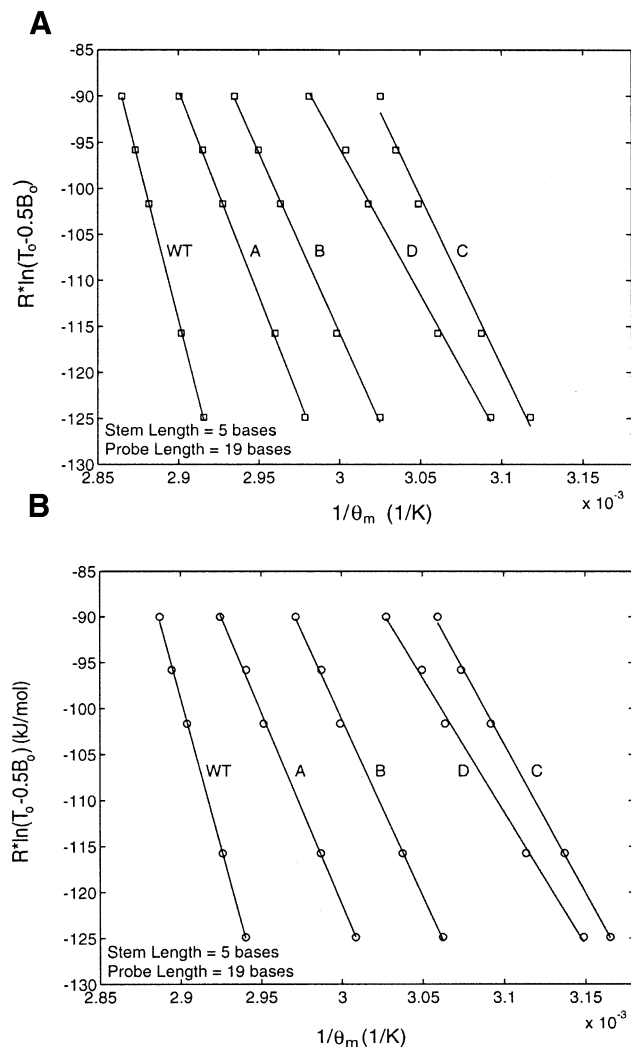 A
-85
-90
-95
-100
-105
-110
-115
-120
-125
-130
R*ln(T₀-0.5B₀)
WT
A
B
D
C
Stem Length = 5 bases
Probe Length = 19 bases
2.85
2.9
2.95
3
3.05
3.1
3.15
x 10⁻³
1/θₘ (1/K)
B
-85
-90
-95
-100
-105
-110
-115
-120
-125
-130
R*ln(T₀-0.5B₀) (kJ/mol)
WT
A
B
D
C
Stem Length = 5 bases
Probe Length = 19 bases
2.85
2.9
2.95
3
3.05
3.1
3.15
x 10⁻³
1/θₘ (1/K)